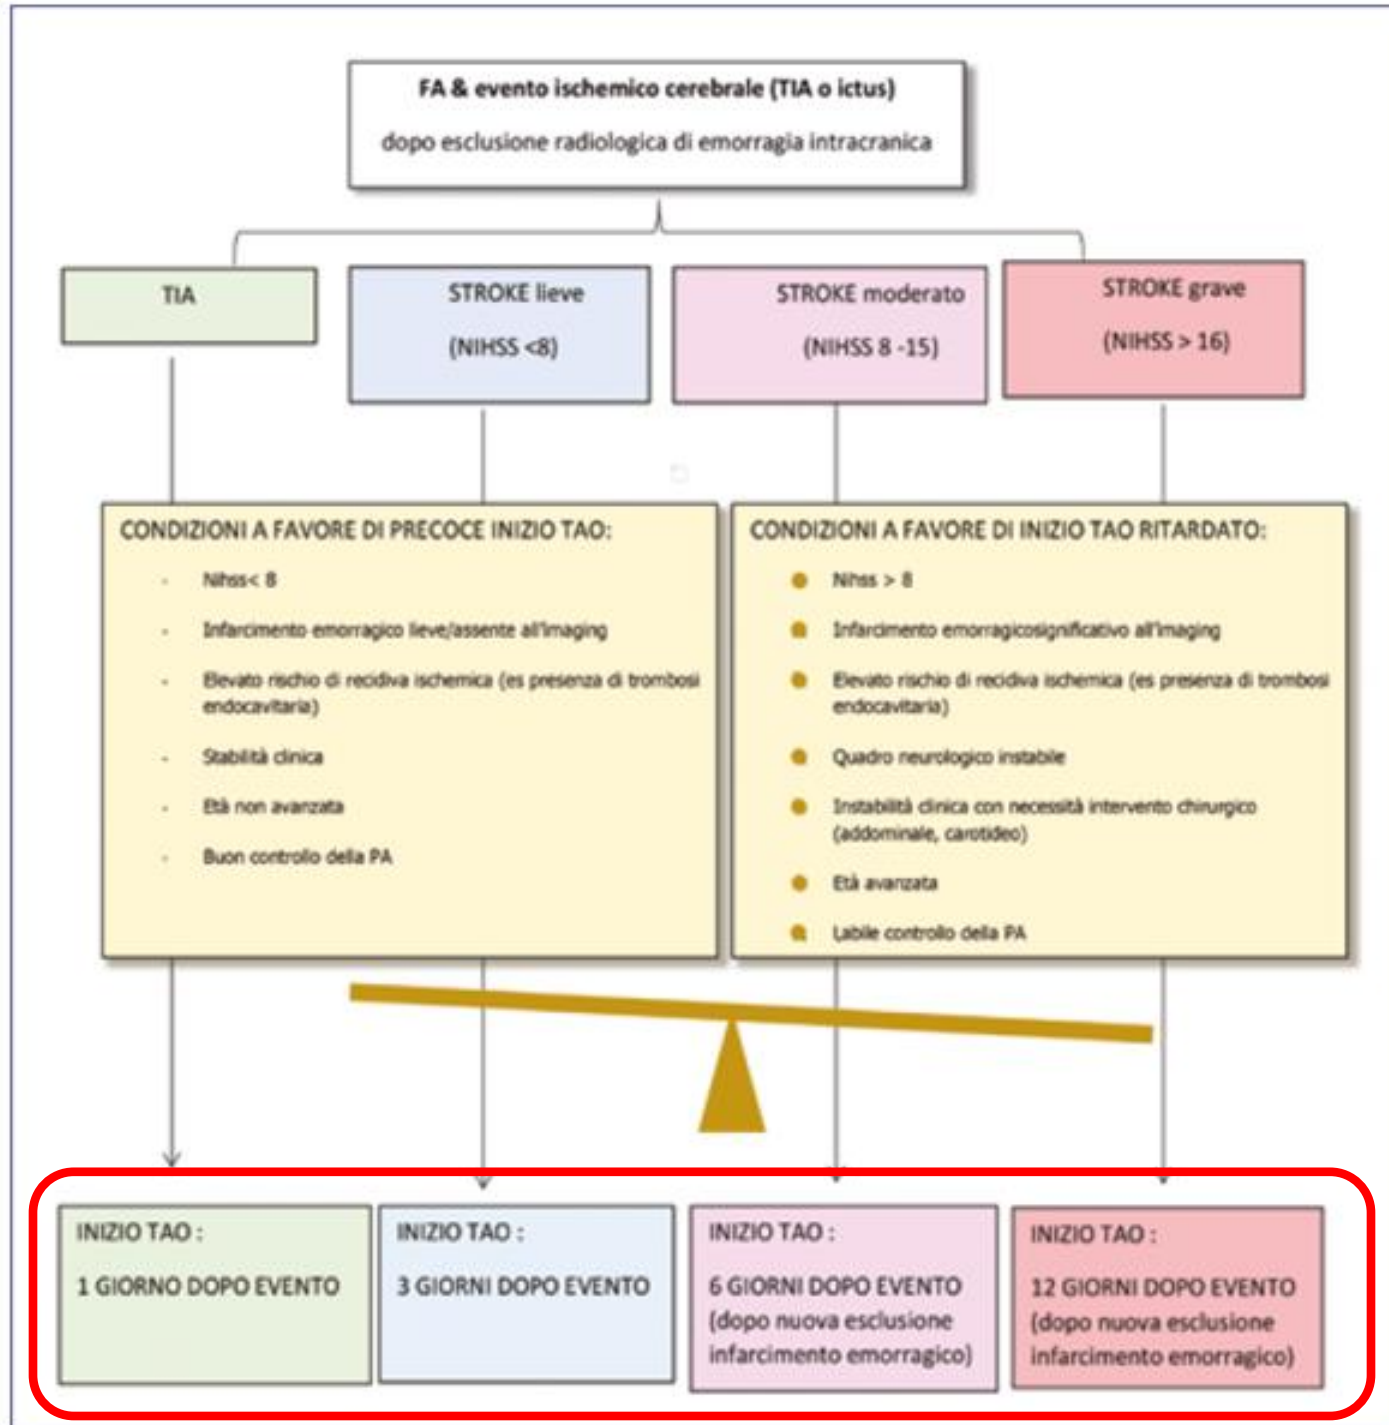 FA & evento ischemico cerebrale (TIA o ictus)
dopo esclusione radiologica di emorragia intracranica
TIA
STROKE lieve
(NIHSS <8)
STROKE moderato
(NIHSS 8 -15)
STROKE grave
(NIHSS > 16)
CONDIZIONI A FAVORE DI PRECOCE INIZIO TAO:
- Nihss< 8
- Infarcimento emorragico lieve/assente all'imaging
- Elevato rischio di recidiva ischemica (es presenza di trombosi
endocavitaria)
- Stabilità clinica
- Età non avanzata
- Buon controllo della PA
CONDIZIONI A FAVORE DI INIZIO TAO RITARDATO:
Nihss > 8
Infarcimento emorragicosignificativo all'imaging
Elevato rischio di recidiva ischemica (es presenza di trombosi
endocavitaria)
Quadro neurologico instabile
Instabilità clinica con necessità intervento chirurgico
(addominale, carotideo)
Età avanzata
Labile controllo della PA
INIZIO TAO :
1 GIORNO DOPO EVENTO
INIZIO TAO :
3 GIORNI DOPO EVENTO
INIZIO TAO :
6 GIORNI DOPO EVENTO
(dopo nuova esclusione
infarcimento emorragico)
INIZIO TAO :
12 GIORNI DOPO EVENTO
(dopo nuova esclusione
infarcimento emorragico)